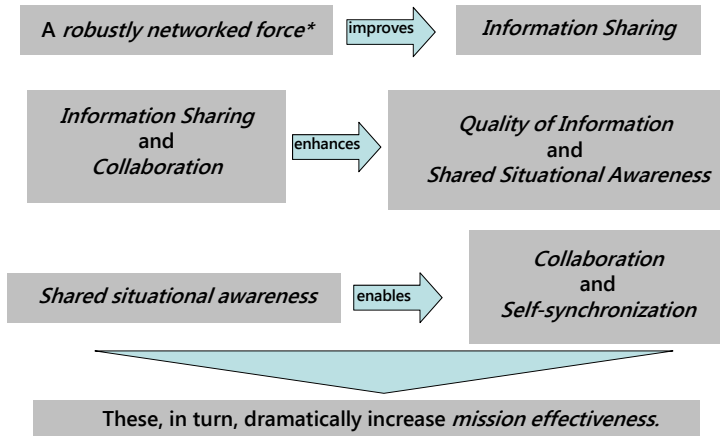 A robustly networked force*
improves
Information Sharing
Information Sharing
and
Collaboration
enhances
Quality of Information
and
Shared Situational Awareness
Shared situational awareness
enables
Collaboration
and
Self-synchronization
These, in turn, dramatically increase mission effectiveness.